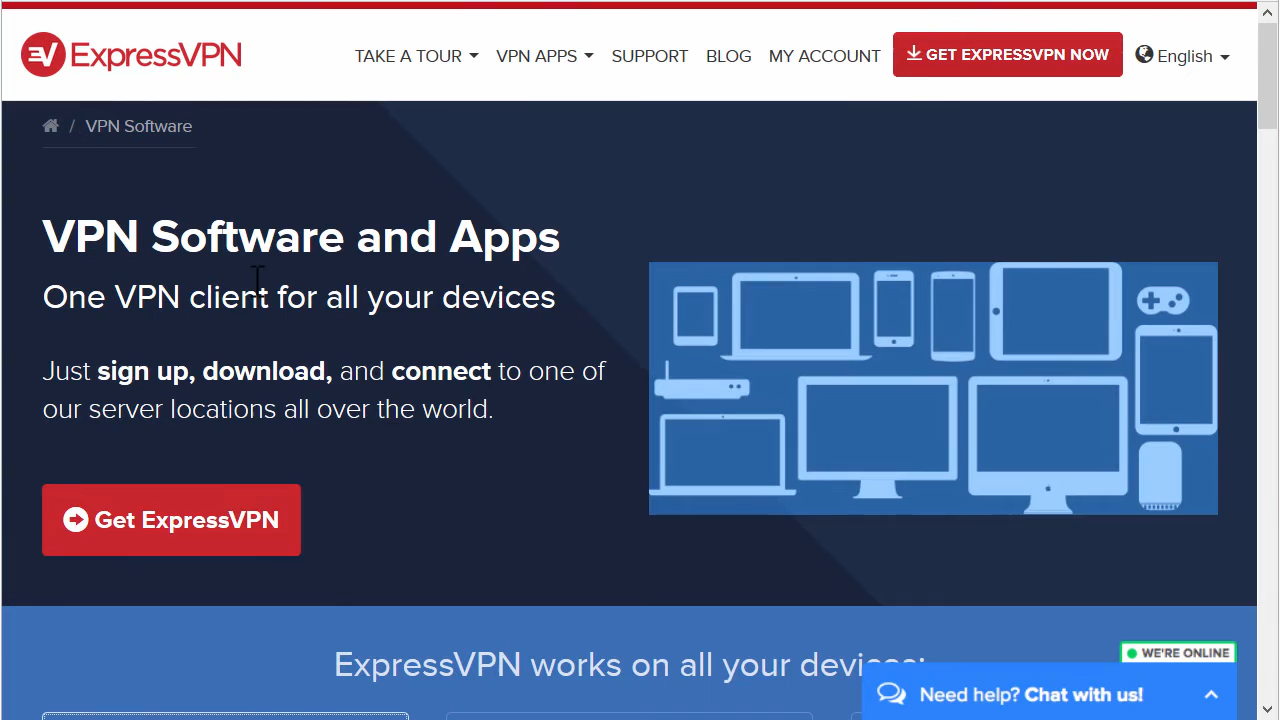 ExpressVPN
TAKE A TOUR VPN APPS SUPPORT BLOG MY ACCOUNT GET EXPRESSVPN NOW English
/ VPN Software
VPN Software and Apps
One VPN client for all your devices
Just sign up, download, and connect to one of
our server locations all over the world.
Get ExpressVPN
ExpressVPN works on all your devices:
WE'RE ONLINE
Need help? Chat with us!